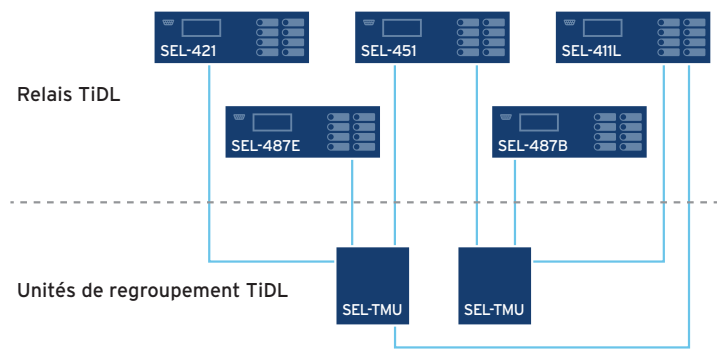 SEL-421
SEL-451
SEL-411L
Relais TiDL
SEL-487E
SEL-487B
Unités de regroupement TiDL
SEL-TMU
SEL-TMU